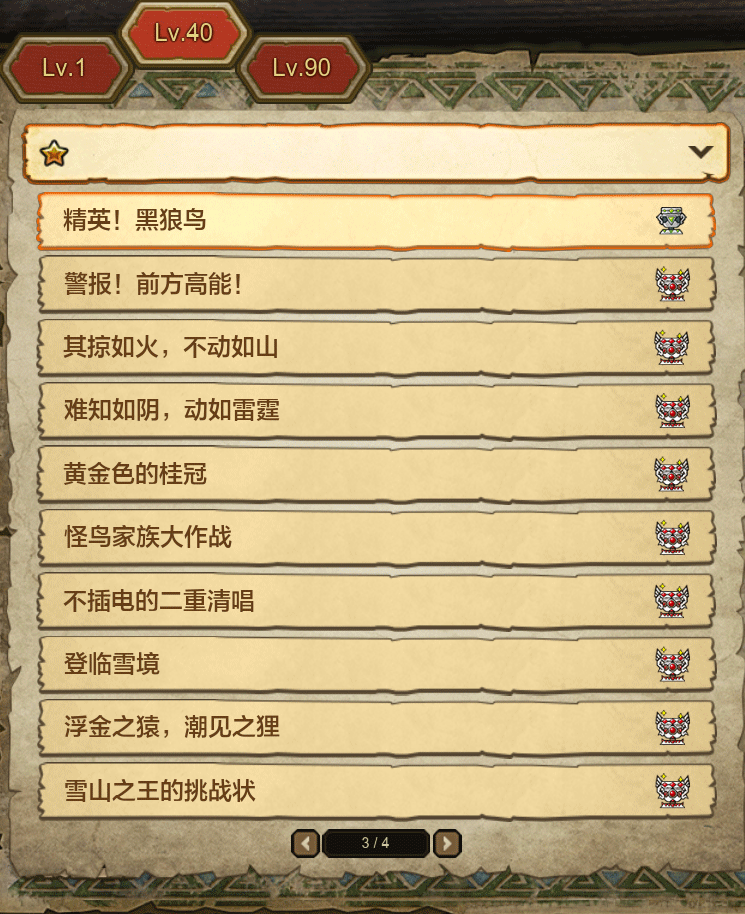 Lv.1
Lv.40
Lv.90
精英！黑狼鸟
警报！前方高能！
其掠如火，不动如山
难知如阴，动如雷霆
黄金色的桂冠
怪鸟家族大作战
不插电的二重清唱
登临雪境
浮金之猿，潮见之狸
雪山之王的挑战状
3 / 4